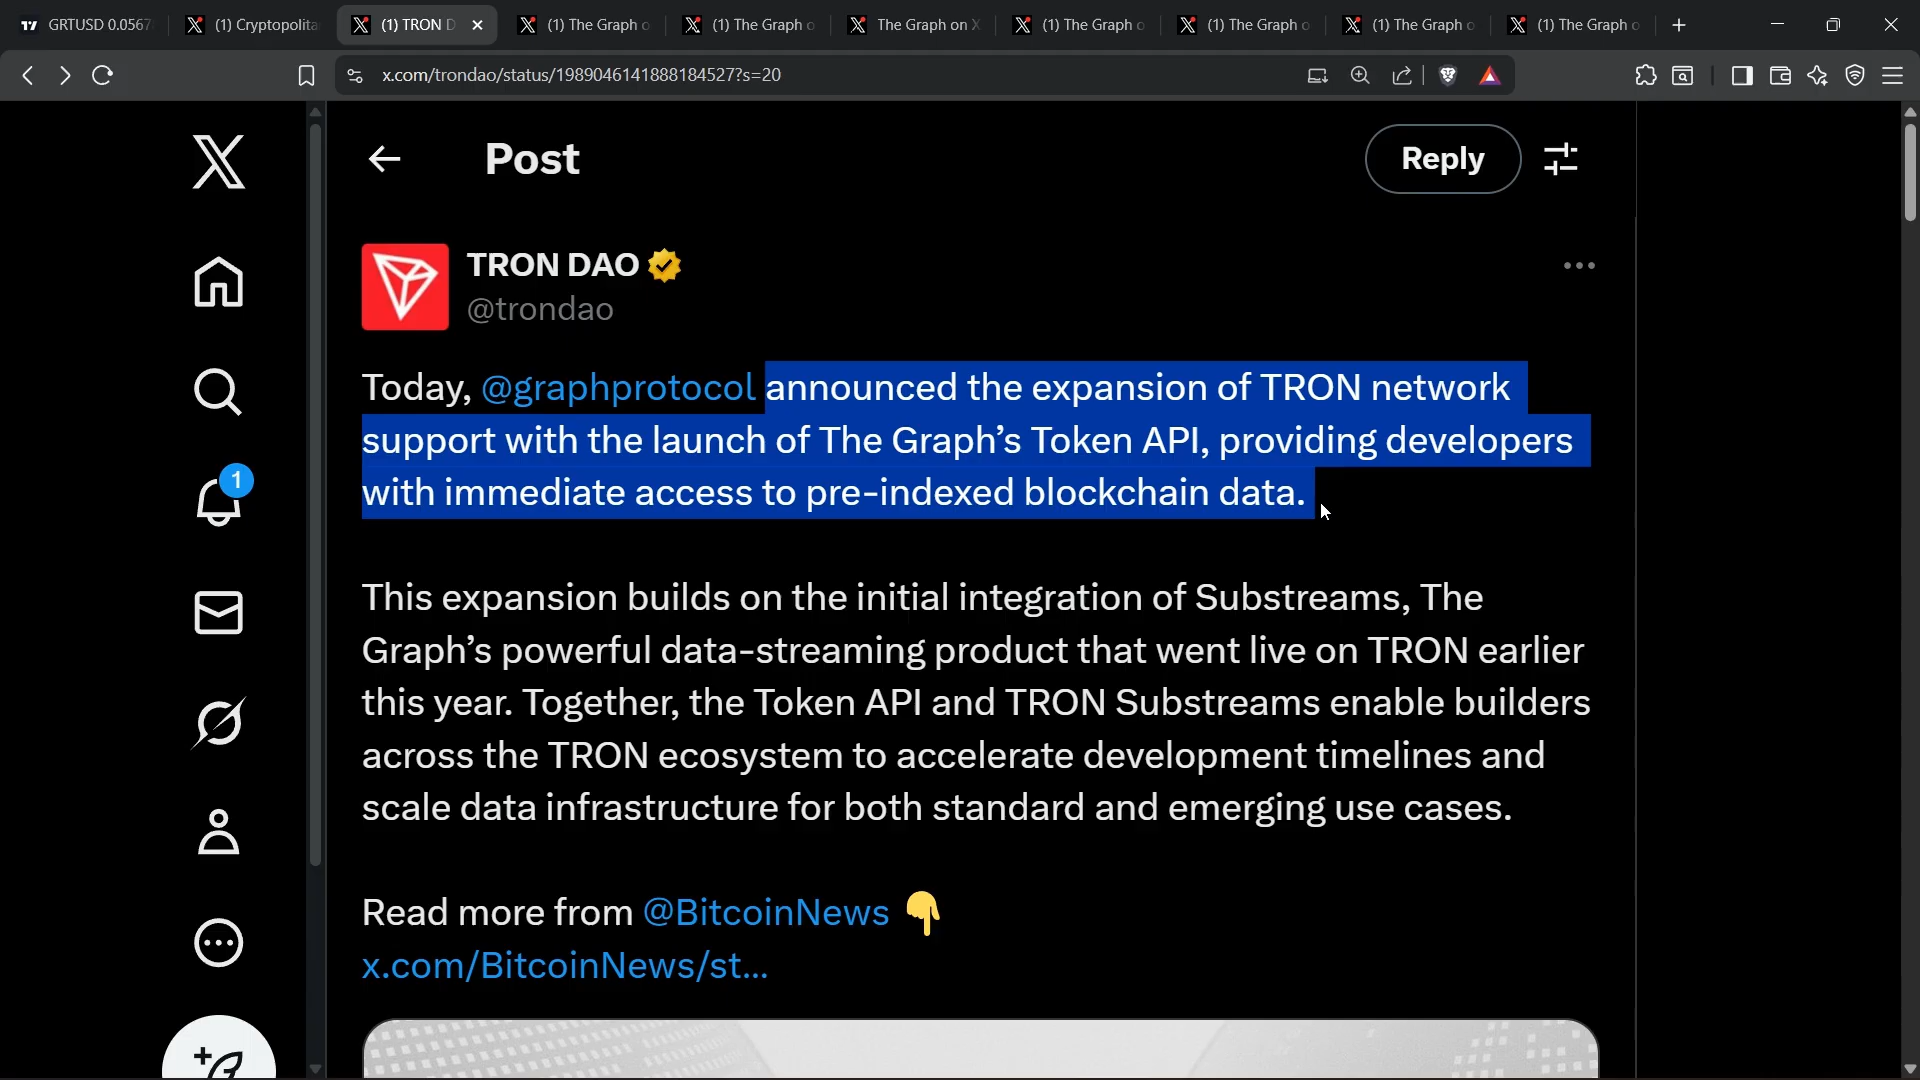 GRTUSD 0.0567
(1) Cryptopolita
(1) TRON D
(1) The Graph o
(1) The Graph o
The Graph on X
(1) The Graph o
(1) The Graph o
(1) The Graph o
(1) The Graph o
x.com/trondao/status/1989046141888184527?s=20
Post
Reply
TRON DAO
@trondao
Today, @graphprotocol announced the expansion of TRON network
support with the launch of The Graph’s Token API, providing developers
with immediate access to pre-indexed blockchain data.
1
This expansion builds on the initial integration of Substreams, The
Graph’s powerful data-streaming product that went live on TRON earlier
this year. Together, the Token API and TRON Substreams enable builders
across the TRON ecosystem to accelerate development timelines and
scale data infrastructure for both standard and emerging use cases.
Read more from @BitcoinNews 👇
x.com/BitcoinNews/st...